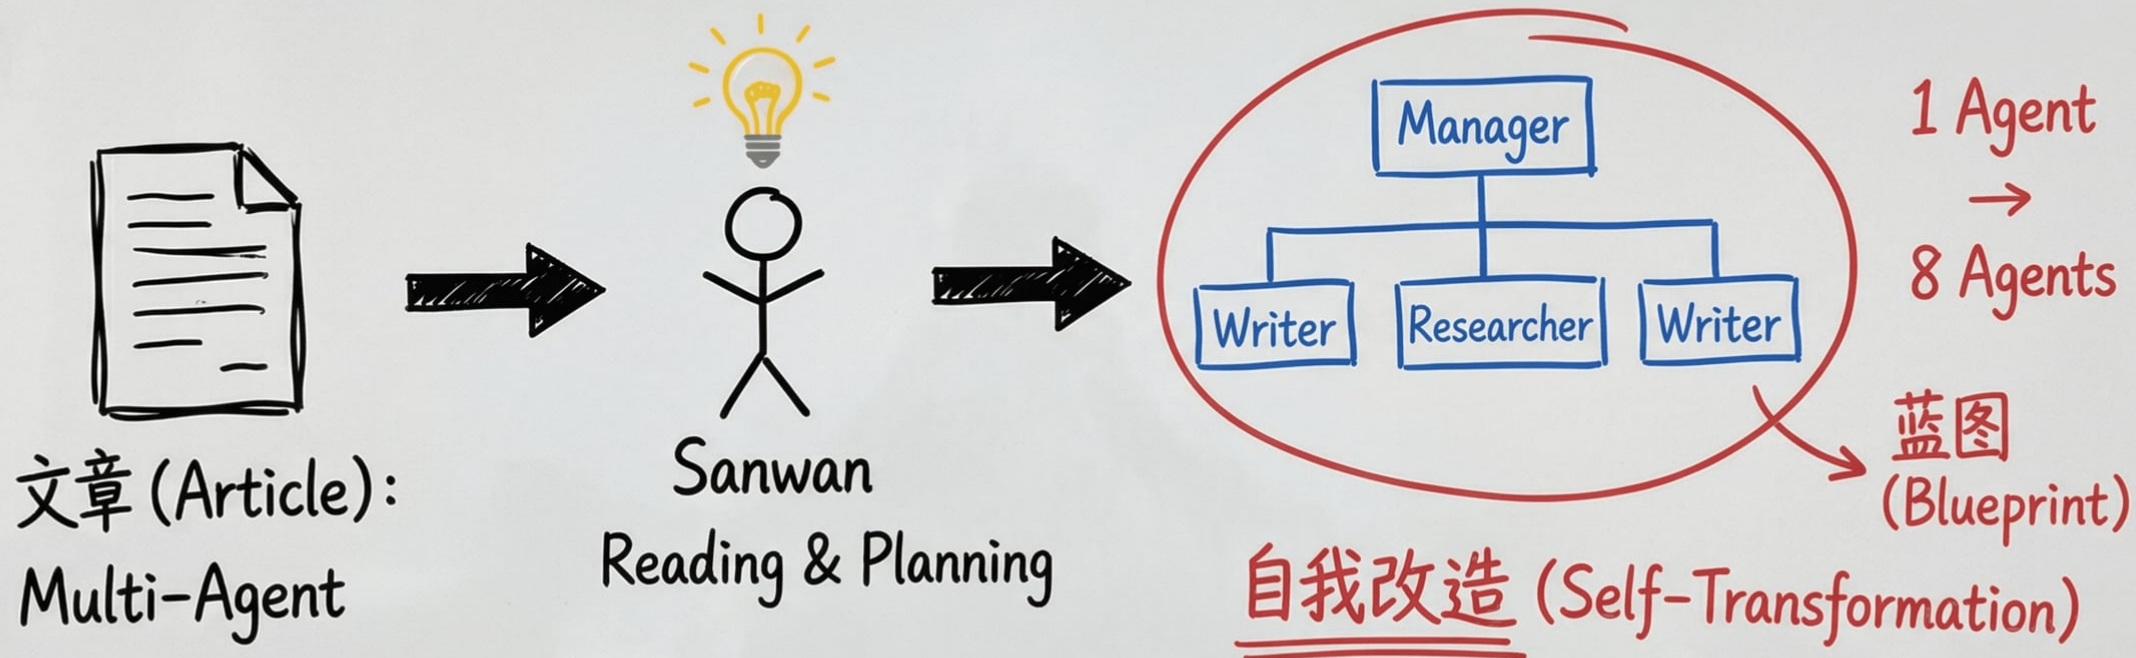 文章 (Article):
Multi-Agent
Sanwan
Reading & Planning
Manager
Writer
Researcher
Writer
1 Agent
→
8 Agents
蓝图
(Blueprint)
自我改造 (Self-Transformation)